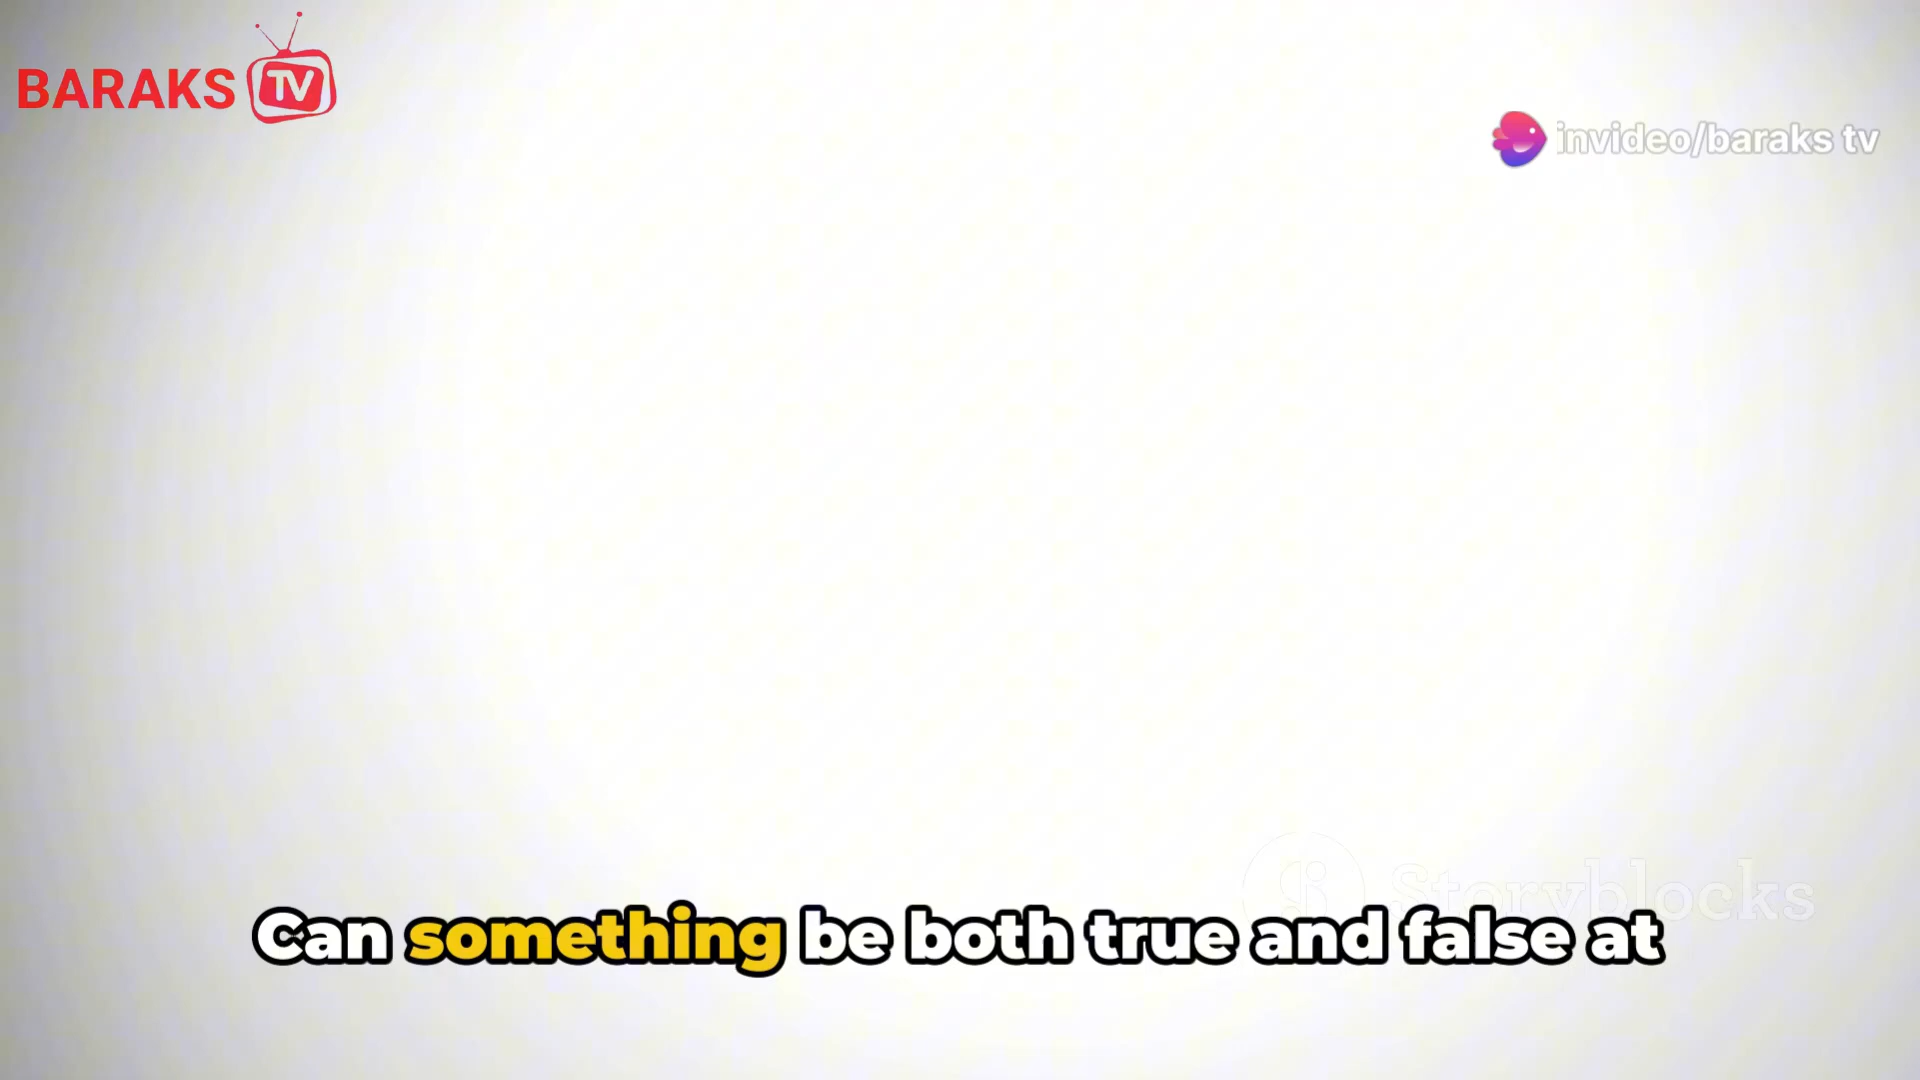 BARAKS TV
invideo/baraks tv
Storyblocks
Can something be both true and false at